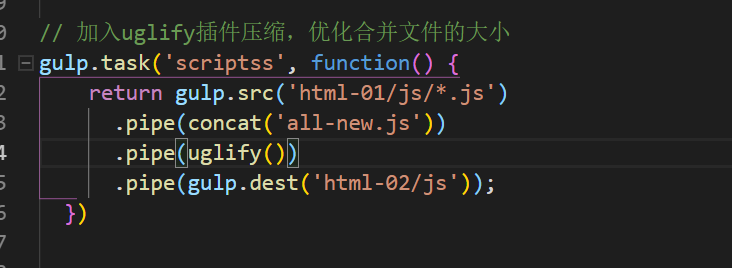 0 // 加入uglify插件压缩，优化合并文件的大小
1 gulp.task('scriptss', function() {
2 return gulp.src('html-01/js/*.js')
3 .pipe(concat('all-new.js'))
4 .pipe(uglify())
5 .pipe(gulp.dest('html-02/js'));
6 })
7